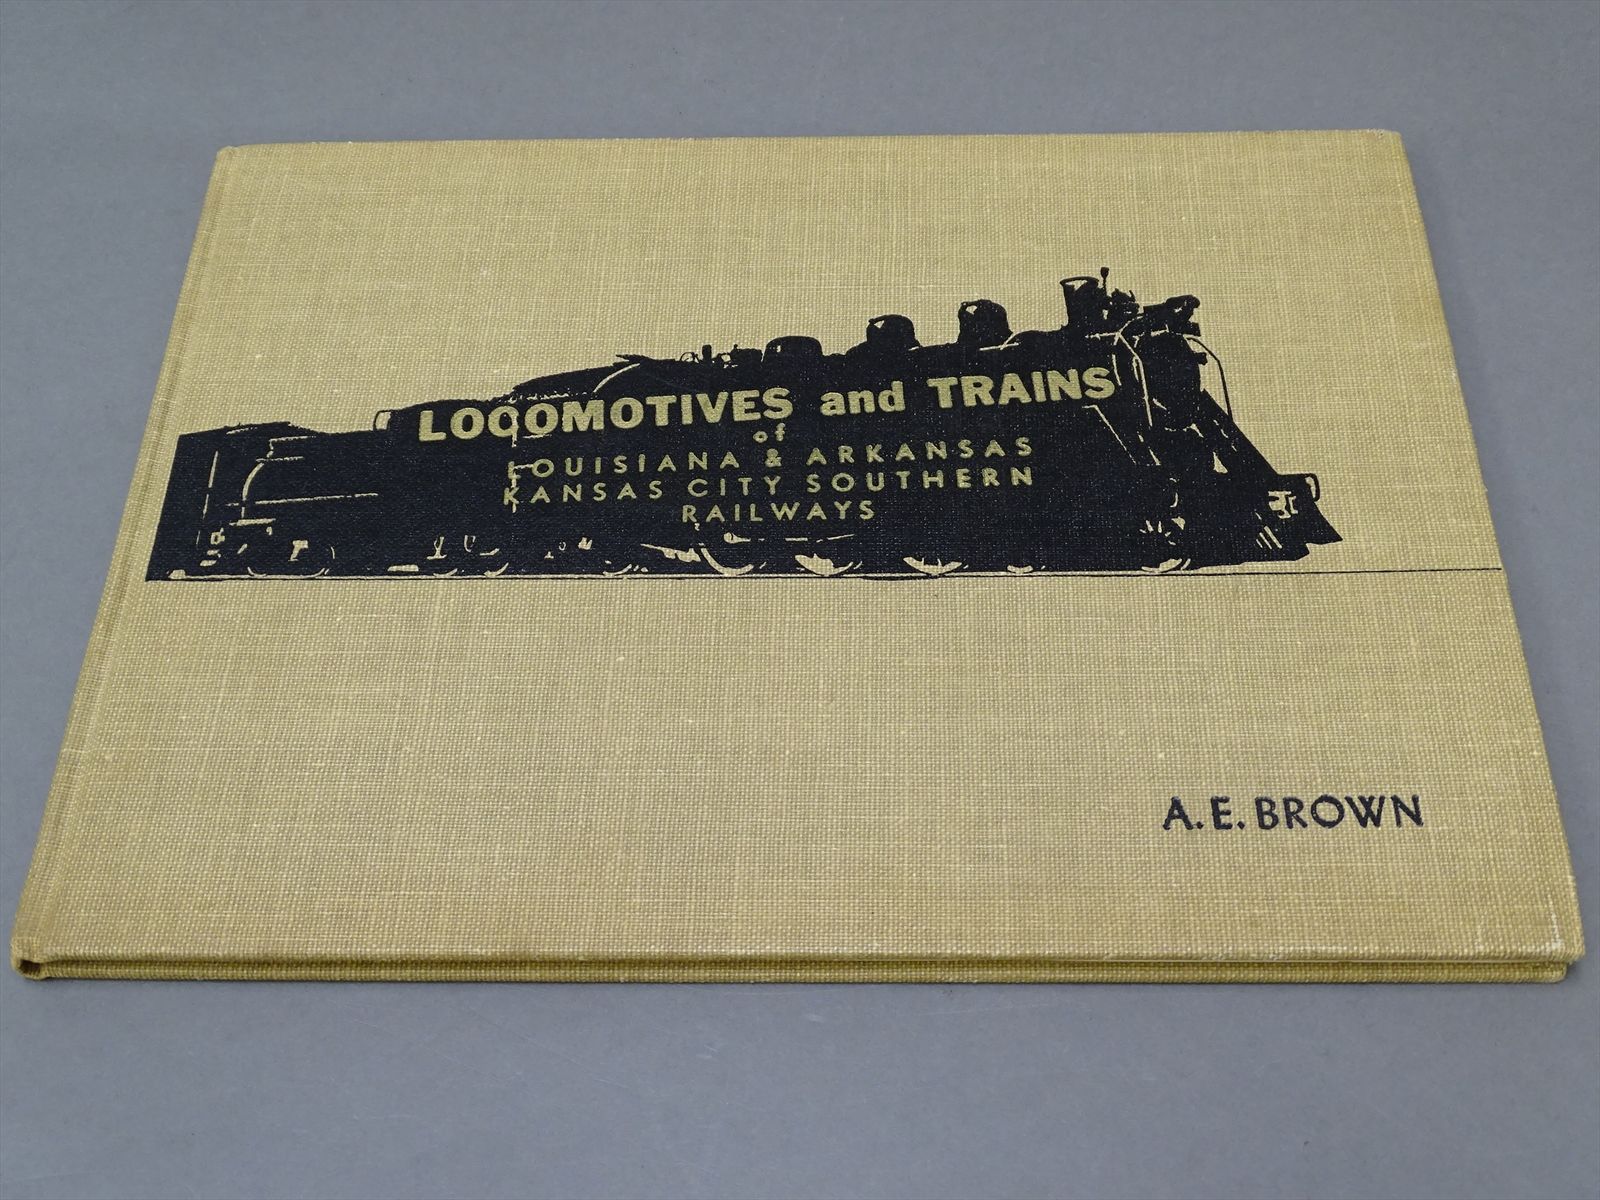 LOCOMOTIVES and TRAINS
of
LOUISIANA & ARKANSAS
KANSAS CITY SOUTHERN
RAILWAYS
A. E. BROWN